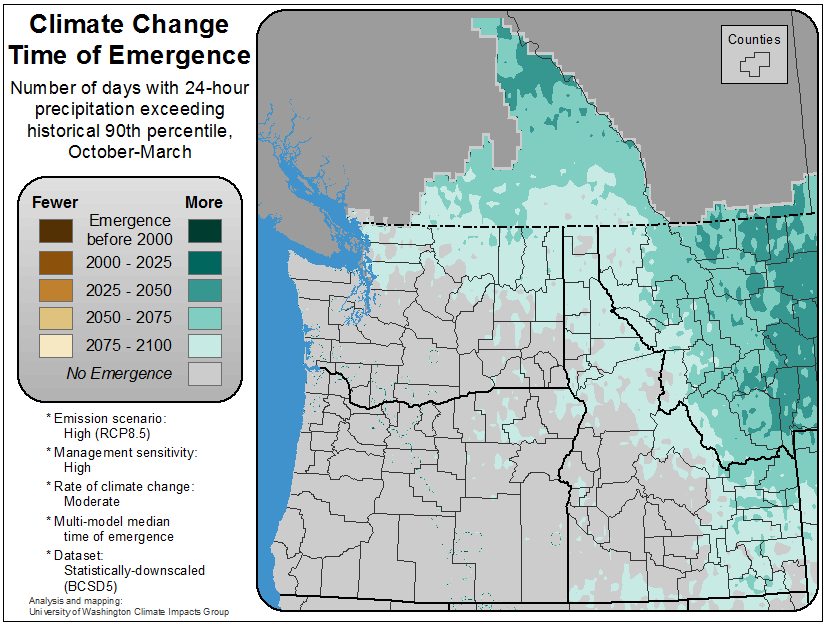 Climate Change
Time of Emergence
Number of days with 24-hour
precipitation exceeding
historical 90th percentile,
October-March
Fewer More
Emergence
before 2000
2000 - 2025
2025 - 2050
2050 - 2075
2075 - 2100
No Emergence
* Emission scenario:
High (RCP8.5)
* Management sensitivity:
High
* Rate of climate change:
Moderate
* Multi-model median
time of emergence
* Dataset:
Statistically-downscaled
(BCSD5)
Analysis and mapping:
University of Washington Climate Impacts Group
Counties